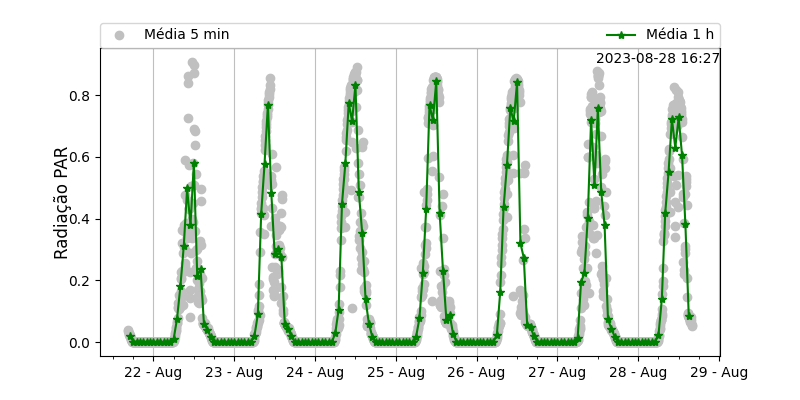 Média 5 min
Média 1 h
2023-08-28 16:27
Radiação PAR
0.8
0.6
0.4
0.2
0.0
22 - Aug
23 - Aug
24 - Aug
25 - Aug
26 - Aug
27 - Aug
28 - Aug
29 - Aug